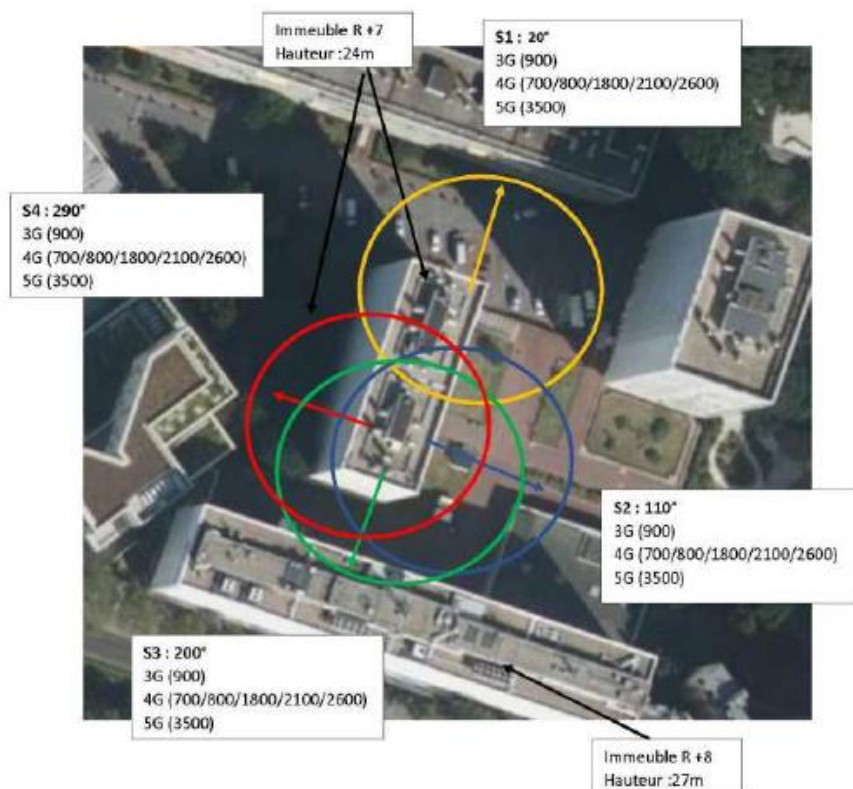 Immeuble R +7
Hauteur :24m
S1 : 20°
3G (900)
4G (700/800/1800/2100/2600)
5G (3500)
S4 : 290°
3G (900)
4G (700/800/1800/2100/2600)
5G (3500)
S2 : 110°
3G (900)
4G (700/800/1800/2100/2600)
5G (3500)
S3 : 200°
3G (900)
4G (700/800/1800/2100/2600)
5G (3500)
Immeuble R +8
Hauteur :27m